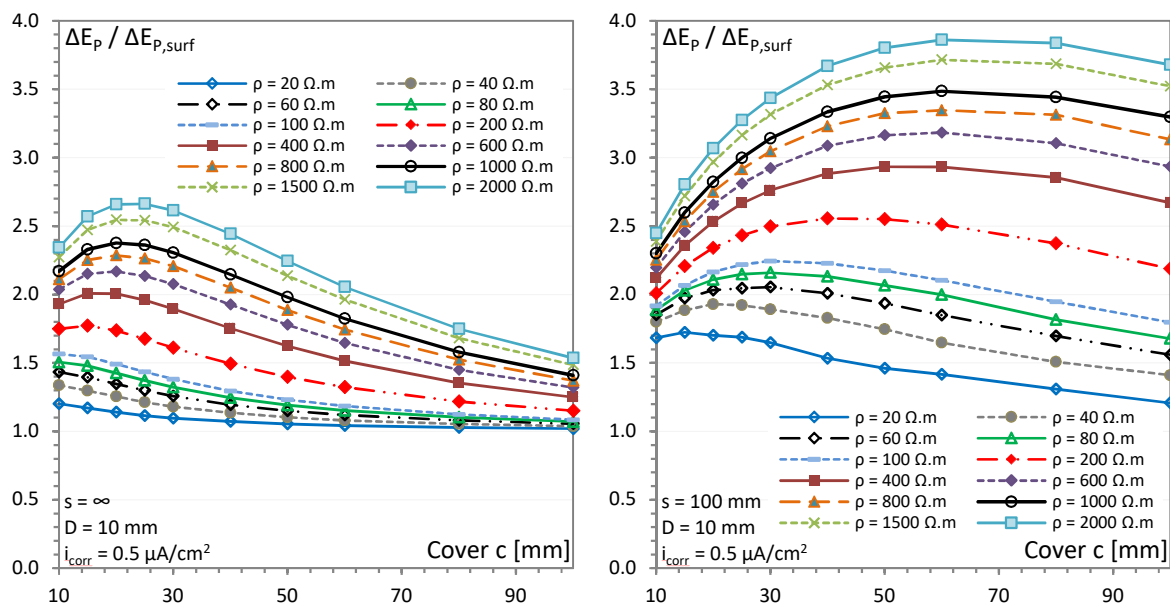 4.0
3.5
3.0
2.5
2.0
1.5
1.0
0.5
0.0
ΔE_P / ΔE_P,surf
ρ = 20 Ω.m
ρ = 40 Ω.m
ρ = 60 Ω.m
ρ = 80 Ω.m
ρ = 100 Ω.m
ρ = 200 Ω.m
ρ = 400 Ω.m
ρ = 600 Ω.m
ρ = 800 Ω.m
ρ = 1000 Ω.m
ρ = 1500 Ω.m
ρ = 2000 Ω.m
s = ∞
D = 10 mm
i_corr = 0.5 μA/cm²
Cover c [mm]
10 30 50 70 90
4.0
3.5
3.0
2.5
2.0
1.5
1.0
0.5
0.0
ΔE_P / ΔE_P,surf
ρ = 20 Ω.m
ρ = 40 Ω.m
ρ = 60 Ω.m
ρ = 80 Ω.m
ρ = 100 Ω.m
ρ = 200 Ω.m
ρ = 400 Ω.m
ρ = 600 Ω.m
ρ = 800 Ω.m
ρ = 1000 Ω.m
ρ = 1500 Ω.m
ρ = 2000 Ω.m
s = 100 mm
D = 10 mm
i_corr = 0.5 μA/cm²
Cover c [mm]
10 30 50 70 90